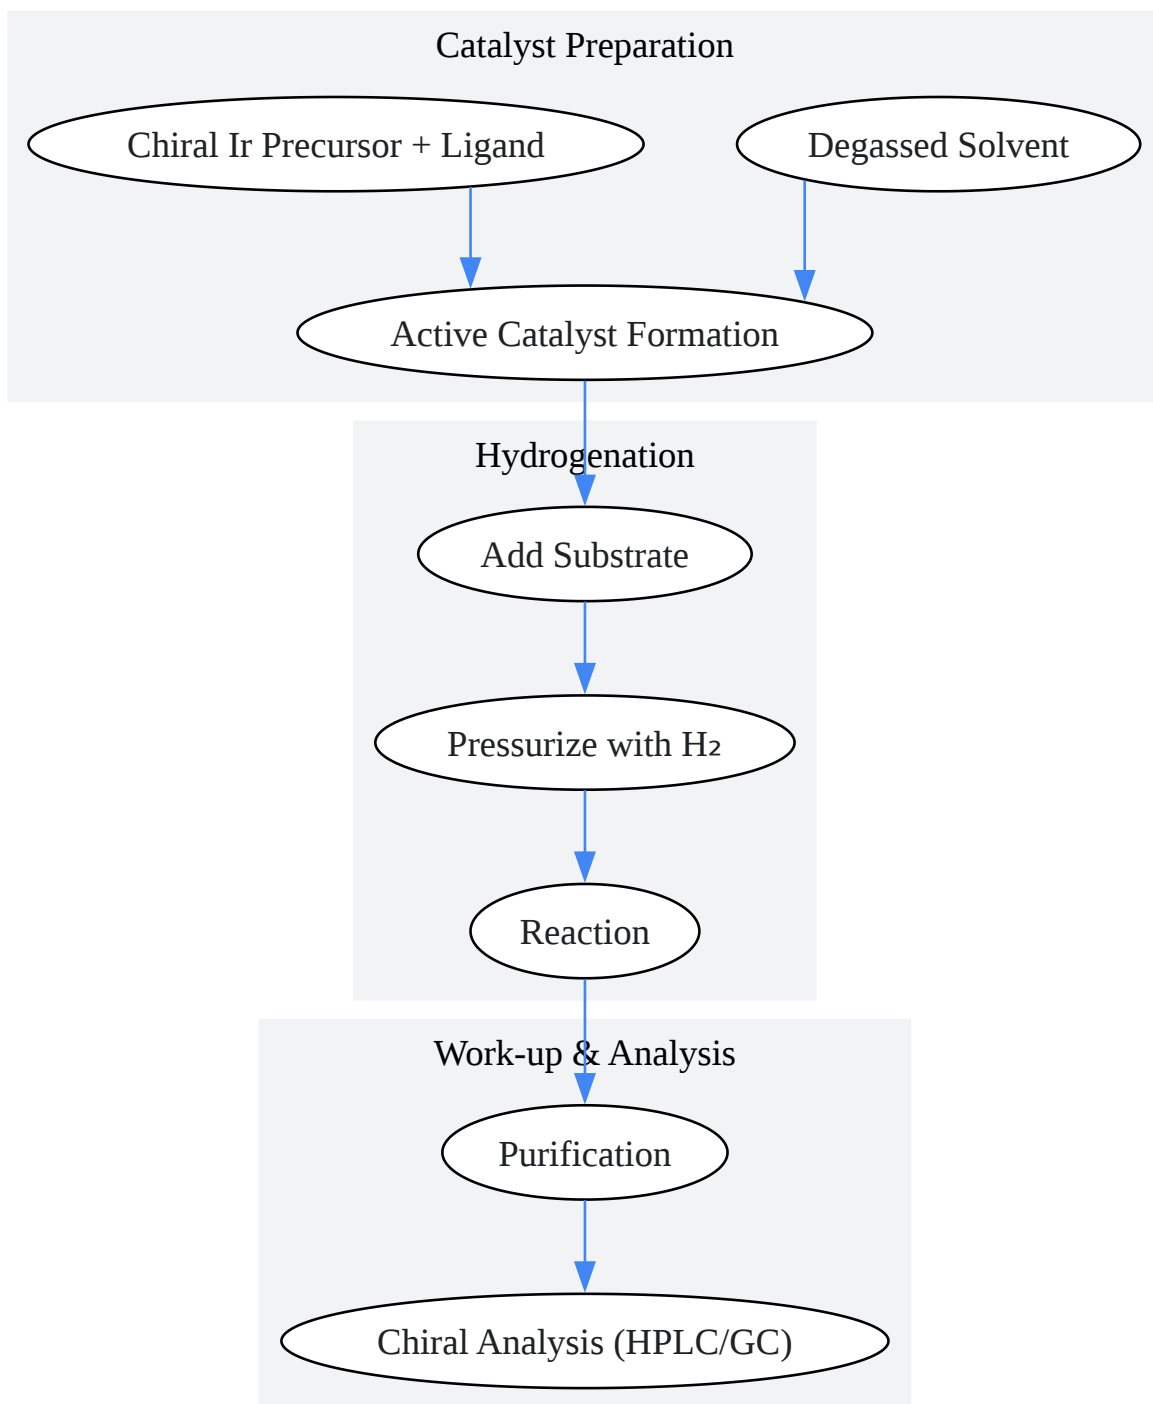 Catalyst Preparation
Chiral Ir Precursor + Ligand
Degassed Solvent
Active Catalyst Formation
Hydrogenation
Add Substrate
Pressurize with H₂
Reaction
Work-up & Analysis
Purification
Chiral Analysis (HPLC/GC)